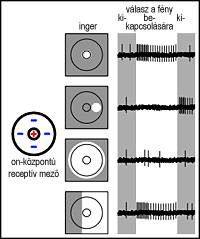 inger
válasz a fény
ki- be- ki-
kapcsolására
on-központú
receptív mező